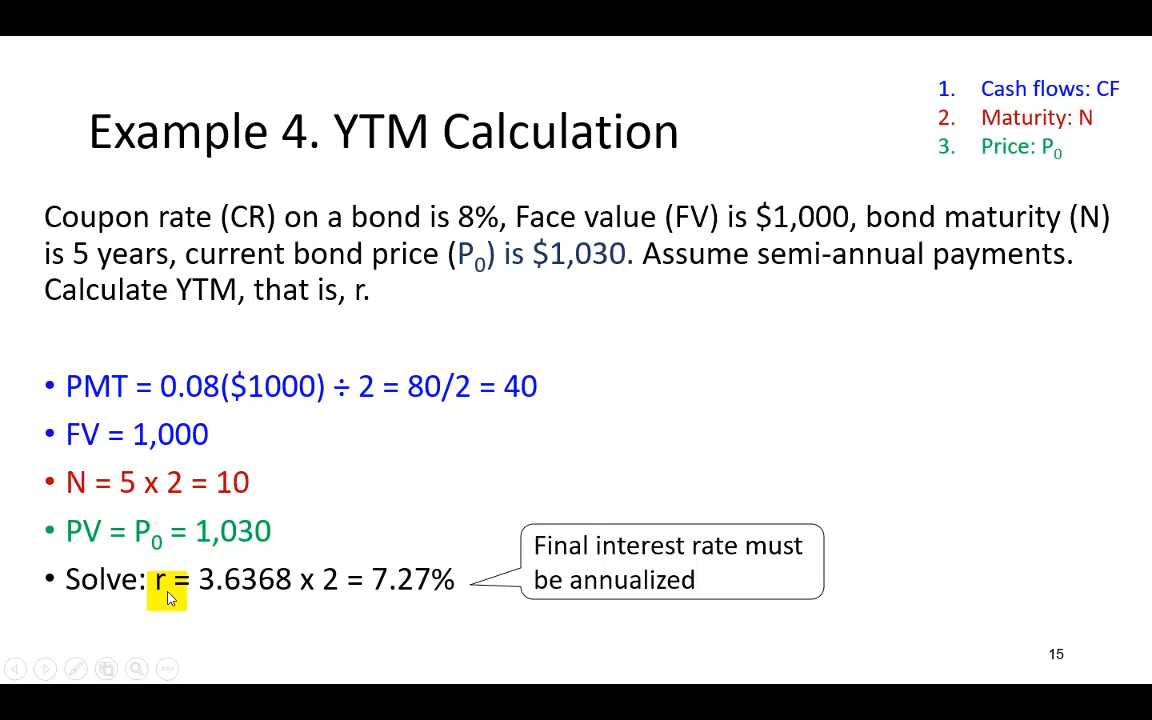 1. Cash flows: CF
2. Maturity: N
3. Price: P0
Example 4. YTM Calculation
Coupon rate (CR) on a bond is 8%, Face value (FV) is $1,000, bond maturity (N)
is 5 years, current bond price (P0) is $1,030. Assume semi-annual payments.
Calculate YTM, that is, r.
• PMT = 0.08($1000) ÷ 2 = 80/2 = 40
• FV = 1,000
• N = 5 x 2 = 10
• PV = P0 = 1,030
• Solve: r = 3.6368 x 2 = 7.27%
Final interest rate must
be annualized
15